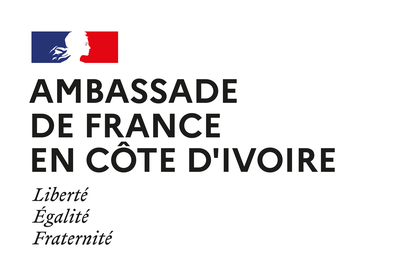 AMBASSADE
DE FRANCE
EN CÔTE D'IVOIRE
Liberté
Égalité
Fraternité